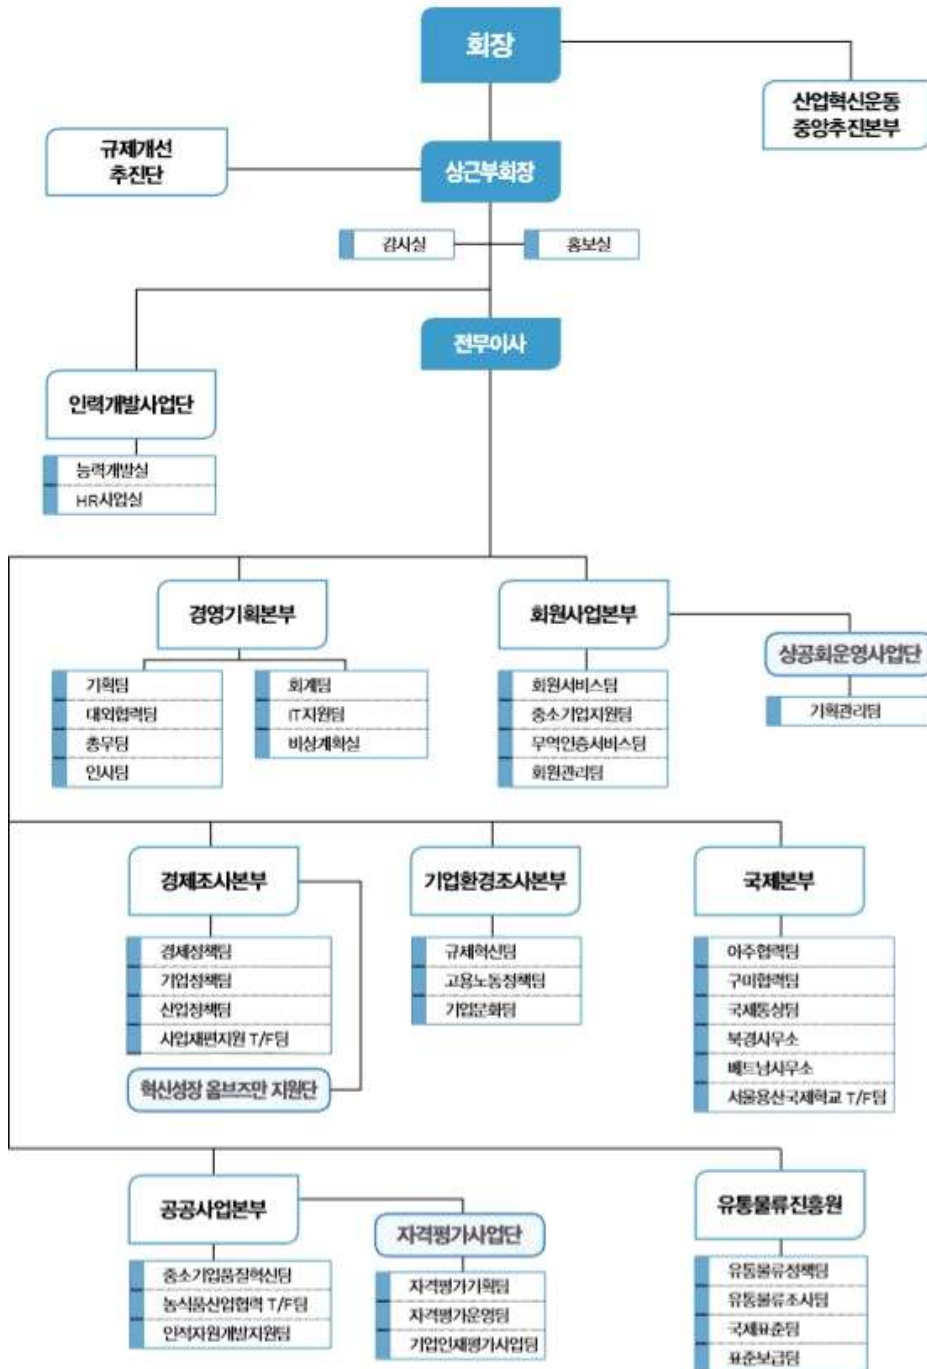 회장
산업혁신운동
중앙추진본부
규제개선
추진단
상근부회장
감사실
홍보실
전무이사
인력개발사업단
능력개발실
HR사업실
경영기획본부
회원사업본부
상공회운영사업단
기획팀
대외협력팀
총무팀
인사팀
회계팀
IT지원팀
비상계획실
회원서비스팀
중소기업지원팀
무역인증서비스팀
회원관리팀
기획관리팀
경제조사본부
기업환경조사본부
국제본부
경제정책팀
기업정책팀
산업정책팀
사업재편지원 T/F팀
혁신성장 옴브즈만 지원단
규제혁신팀
고용노동정책팀
기업문화팀
아주협력팀
구미협력팀
국제통상팀
북경사무소
베트남사무소
서울용산국제학교 T/F팀
공공사업본부
자격평가사업단
유통물류진흥원
중소기업품질혁신팀
농식품산업협력 T/F팀
인적자원개발지원팀
자격평가기획팀
자격평가운영팀
기업인재평가사업팀
유통물류정책팀
유통물류조사팀
국제표준팀
표준보급팀